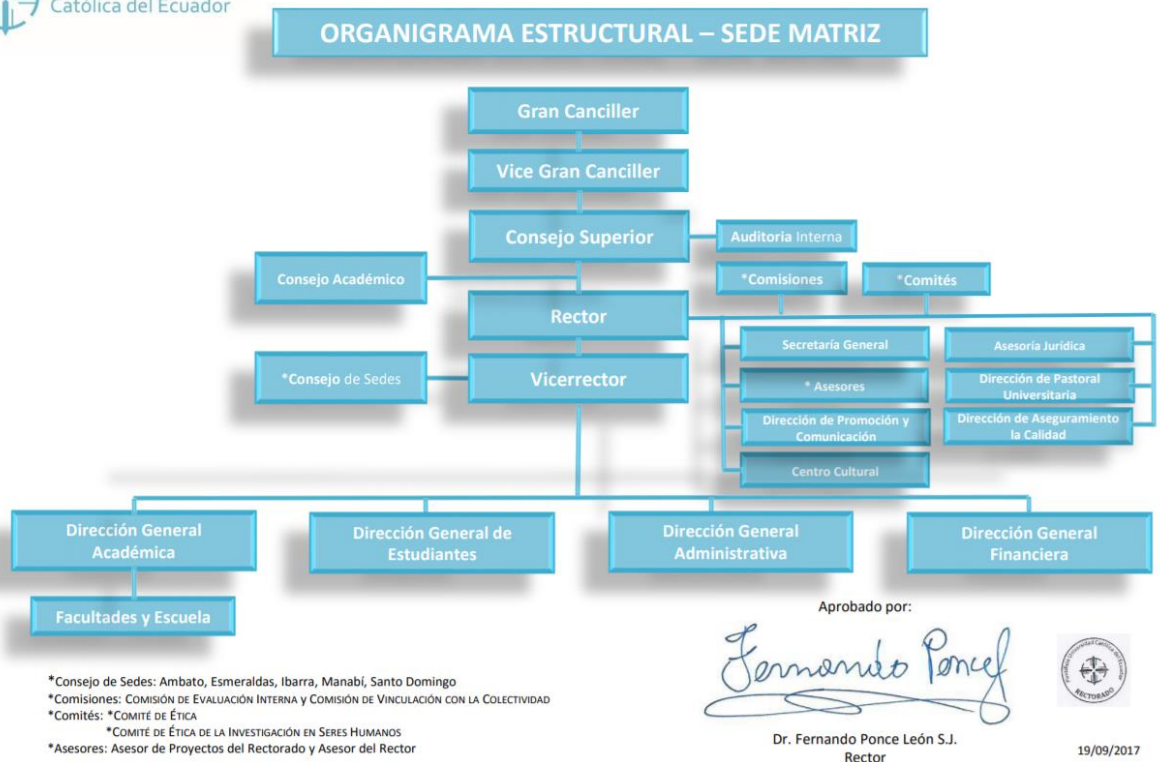 Católica del Ecuador
ORGANIGRAMA ESTRUCTURAL – SEDE MATRIZ
Gran Canciller
Vice Gran Canciller
Consejo Superior
Auditoria Interna
Consejo Académico
*Comisiones
*Comités
Rector
Secretaría General
Asesoría Jurídica
*Consejo de Sedes
Vicerrector
* Asesores
Dirección de Pastoral
Universitaria
Dirección de Promoción y
Comunicación
Dirección de Aseguramiento
la Calidad
Centro Cultural
Dirección General
Académica
Dirección General de
Estudiantes
Dirección General
Administrativa
Dirección General
Financiera
Facultades y Escuela
Aprobado por:
Fernando Ponce
*Consejo de Sedes: Ambato, Esmeraldas, Ibarra, Manabí, Santo Domingo
*Comisiones: COMISIÓN DE EVALUACIÓN INTERNA y COMISIÓN DE VINCULACIÓN CON LA COLECTIVIDAD
*Comités: *COMITÉ DE ÉTICA
*COMITÉ DE ÉTICA DE LA INVESTIGACIÓN EN SERES HUMANOS
*Asesores: Asesor de Proyectos del Rectorado y Asesor del Rector
Dr. Fernando Ponce León S.J.
Rector
RECTORADO
19/09/2017